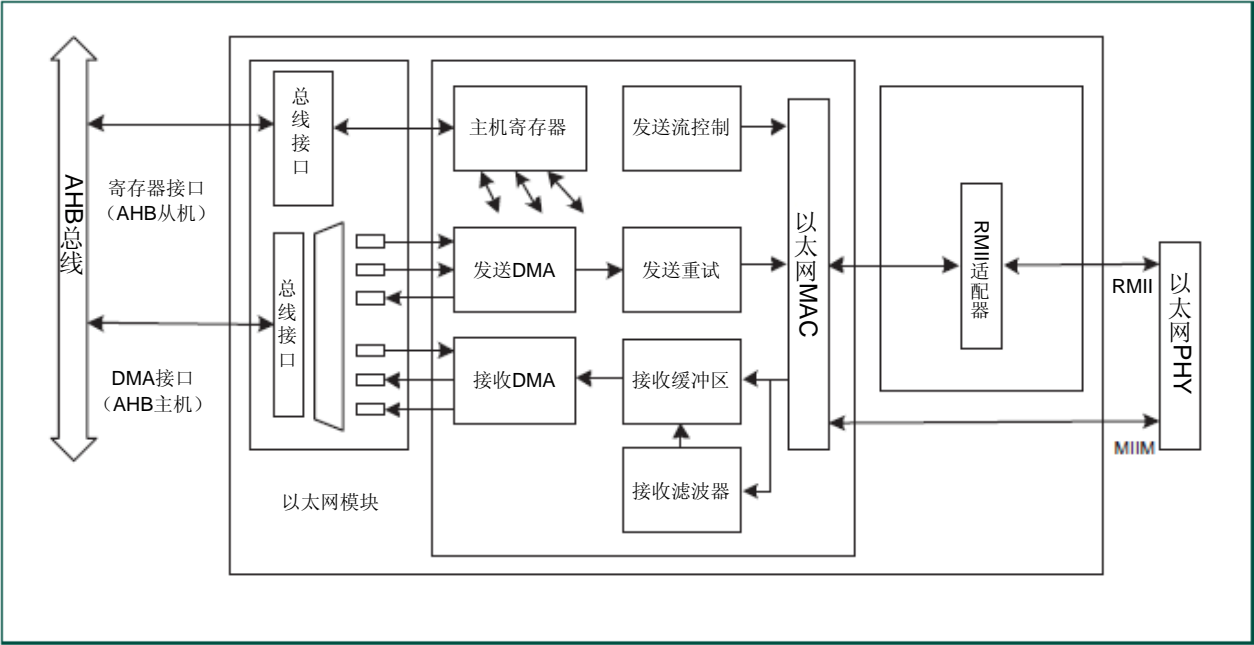 AHB总线
寄存器接口
（AHB从机）
DMA接口
（AHB主机）
总线接口
总线接口
以太网模块
主机寄存器
发送流控制
发送DMA
发送重试
接收DMA
接收缓冲区
接收滤波器
以太网MAC
RMII适配器
RMII
MIIM
以太网PHY